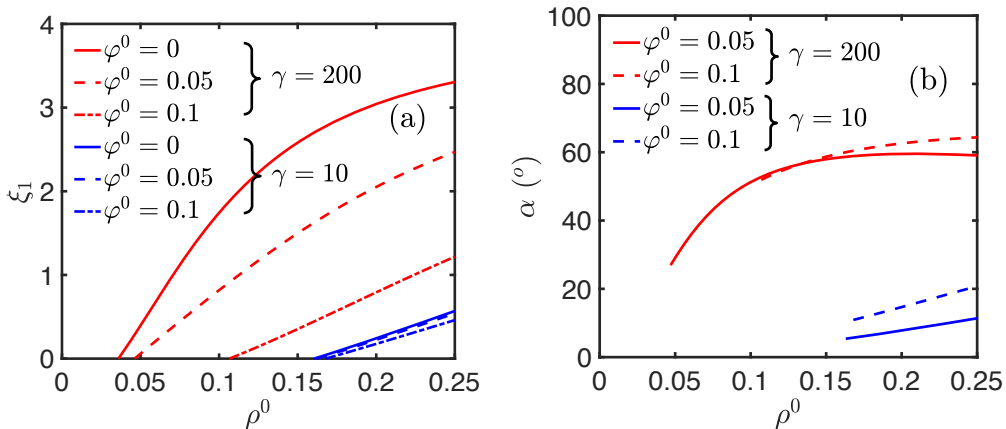 4
3
2
1
0
ξ₁
φ⁰ = 0
φ⁰ = 0.05
φ⁰ = 0.1
γ = 200
φ⁰ = 0
φ⁰ = 0.05
φ⁰ = 0.1
γ = 10
(a)
0 0.05 0.1 0.15 0.2 0.25
ρ⁰
100
80
60
40
20
0
α (°)
φ⁰ = 0.05
φ⁰ = 0.1
γ = 200
φ⁰ = 0.05
φ⁰ = 0.1
γ = 10
(b)
0 0.05 0.1 0.15 0.2 0.25
ρ⁰